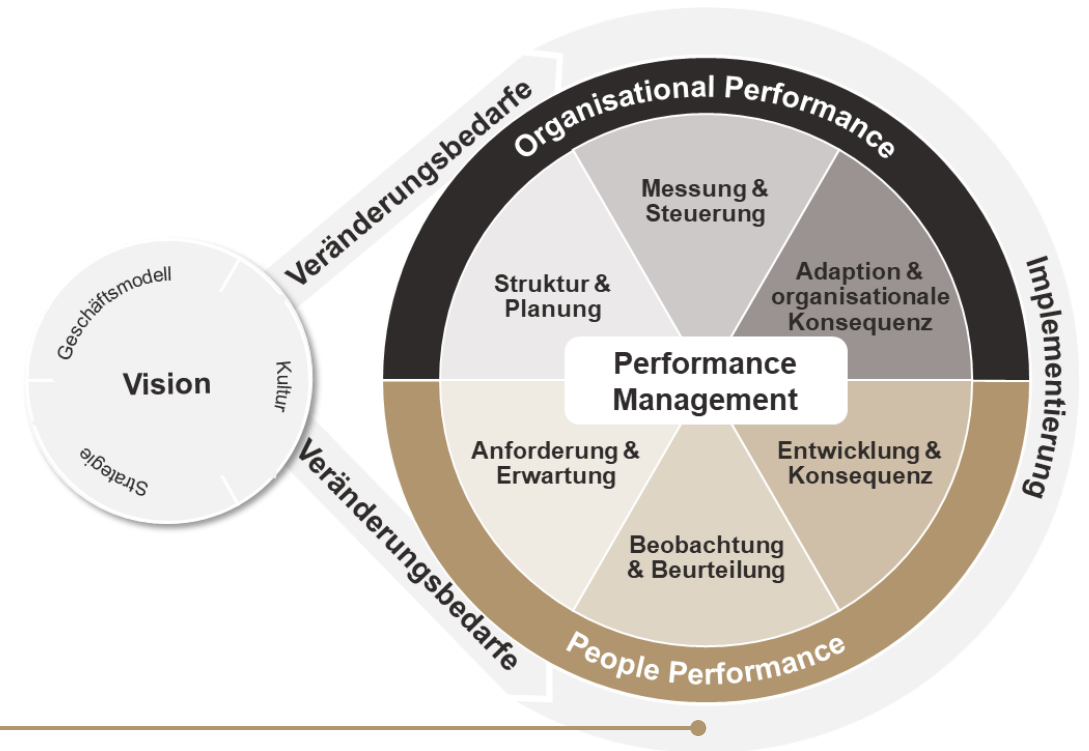 Geschäftsmodell
Vision
Kultur
Strategie
Veränderungsbedarfe
Veränderungsbedarfe
Organisational Performance
Messung &
Steuerung
Struktur &
Planung
Adaption &
organisationale
Konsequenz
Performance
Management
Anforderung &
Erwartung
Entwicklung &
Konsequenz
Beobachtung
& Beurteilung
People Performance
Implementierung